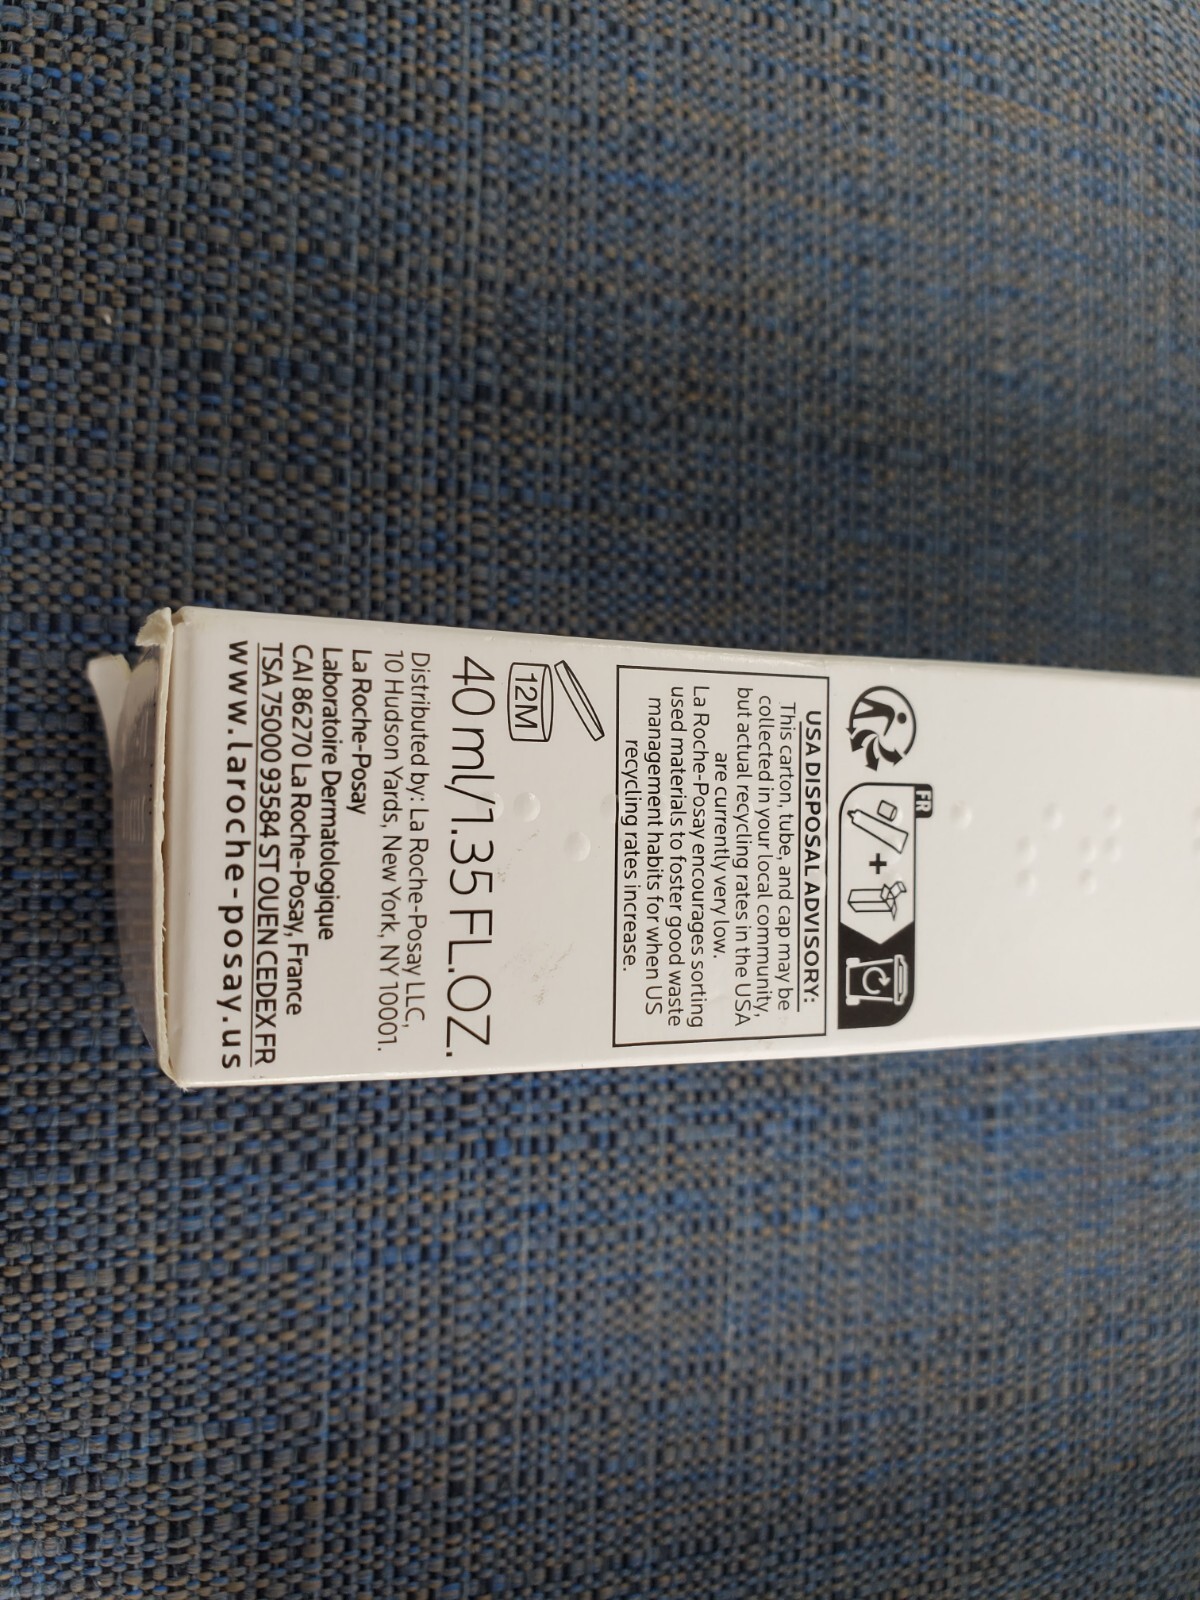 FR
+
USA DISPOSAL ADVISORY:
This carton, tube, and cap may be
collected in your local community,
but actual recycling rates in the USA
are currently very low.
La Roche-Posay encourages sorting
used materials to foster good waste
management habits for when US
recycling rates increase.
12M
40 ml/1.35 FL.OZ.
Distributed by: La Roche-Posay LLC,
10 Hudson Yards, New York, NY 10001.
La Roche-Posay
Laboratoire Dermatologique
CAI 86270 La Roche-Posay, France
TSA 75000 93584 ST OUEN CEDEX FR
www.laroche-posay.us